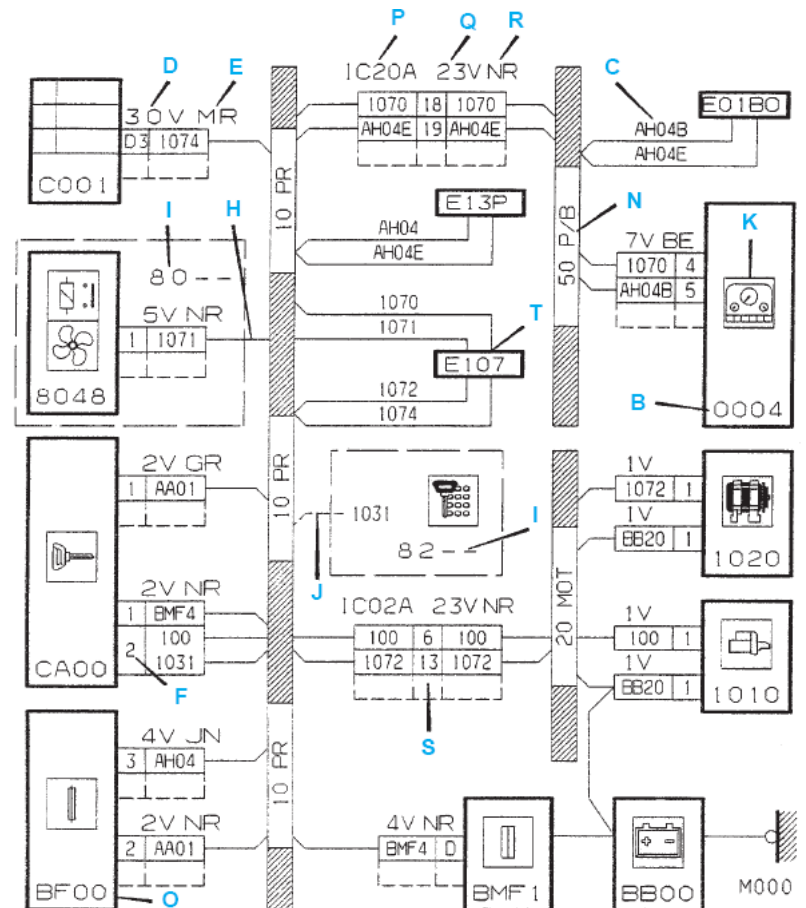 P Q R
1C20A 23V NR
D E
30V MR
D3 1074
C001
1070 18 1070
AH04E 19 AH04E
C
E01B0
AH04B
AH04E
10 PR
E13P
AH04
AH04E
50 P/B
N
7V BE
1070 4
AH04B 5
K
B
0004
I H
80
5V NR
1 1071
8048
1070
1071
T
E107
1072
1074
2V GR
1 AA01
10 PR
1031
J
82
I
1V
1072 1
1V
BB20 1
1020
2V NR
1 BMF4
2 100
1031
CA00
F
1C02A 23V NR
100 6 100
1072 13 1072
S
20 MOT
1V
100 1
1V
BB20 1
1010
4V JN
3 AH04
10 PR
2V NR
2 AA01
BF00
O
4V NR
BMF4 D
BMF1
+ -
BB00
M000